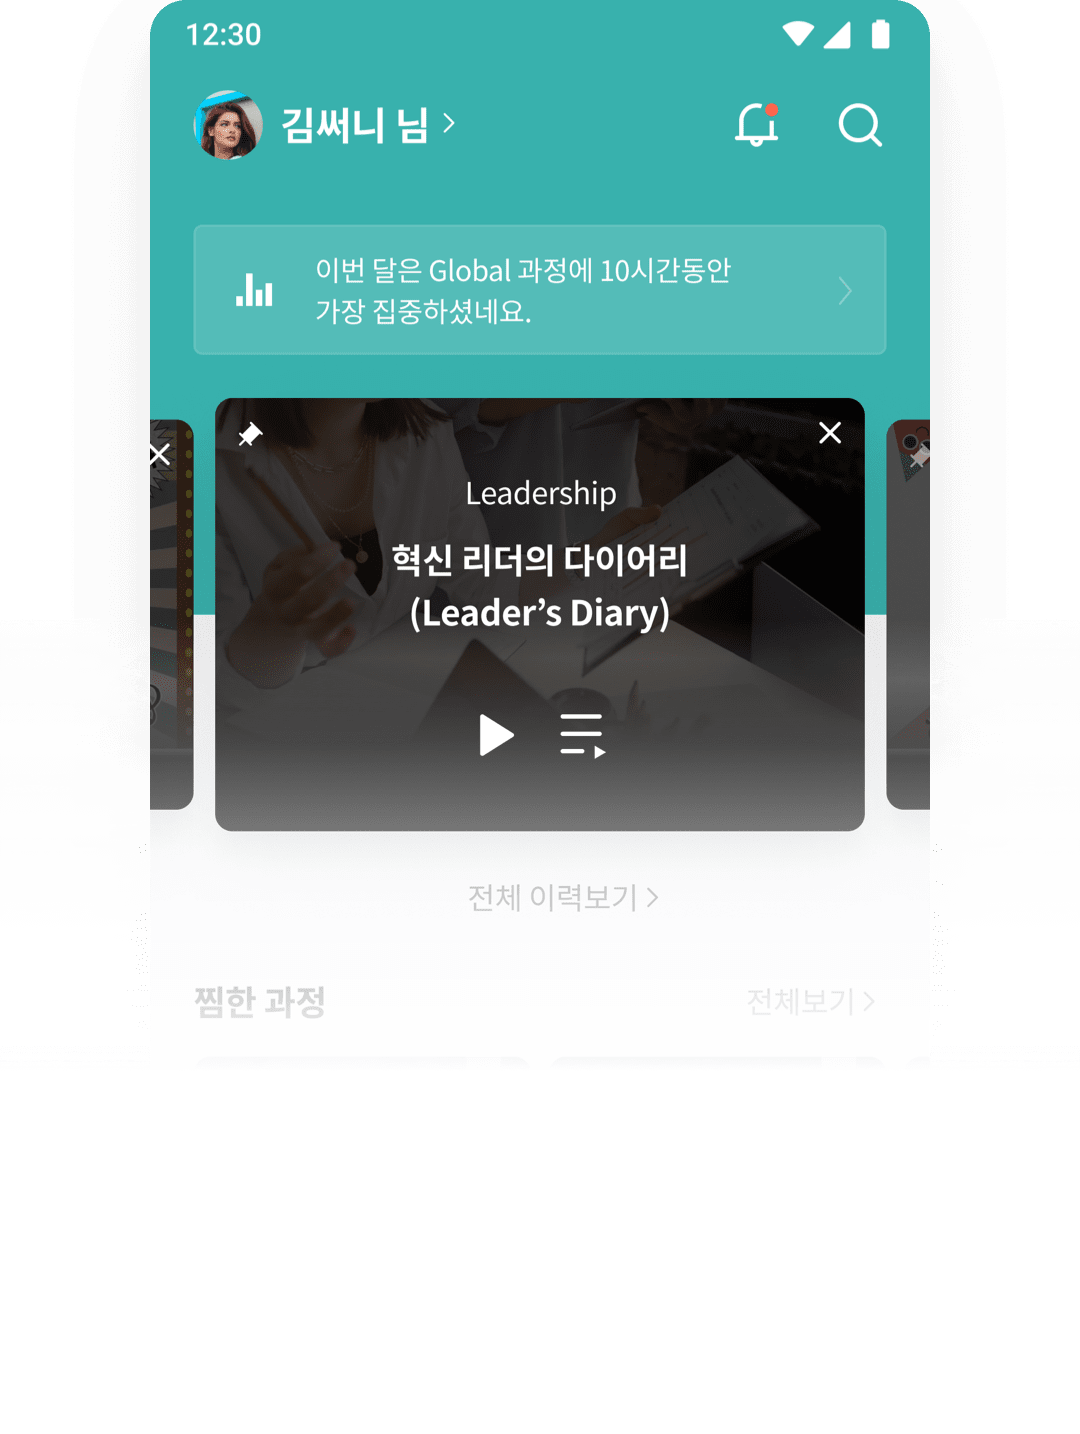 12:30
김써니 님
이번 달은 Global 과정에 10시간동안
가장 집중하셨네요.
Leadership
혁신 리더의 다이어리
(Leader’s Diary)
전체 이력보기
찜한 과정
전체보기